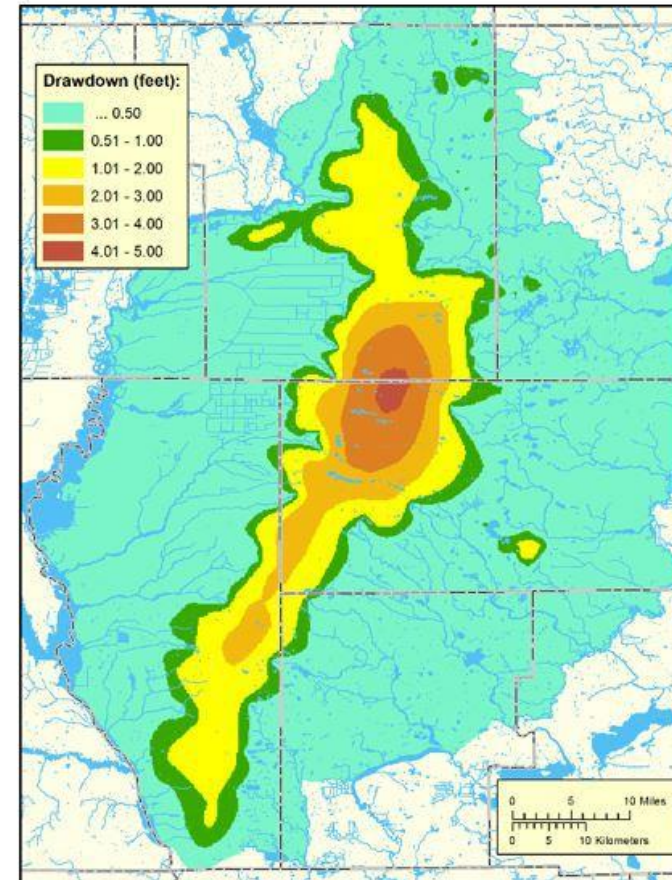 Drawdown (feet):
... 0.50
0.51 - 1.00
1.01 - 2.00
2.01 - 3.00
3.01 - 4.00
4.01 - 5.00
0 5 10 Miles
0 5 10 Kilometers